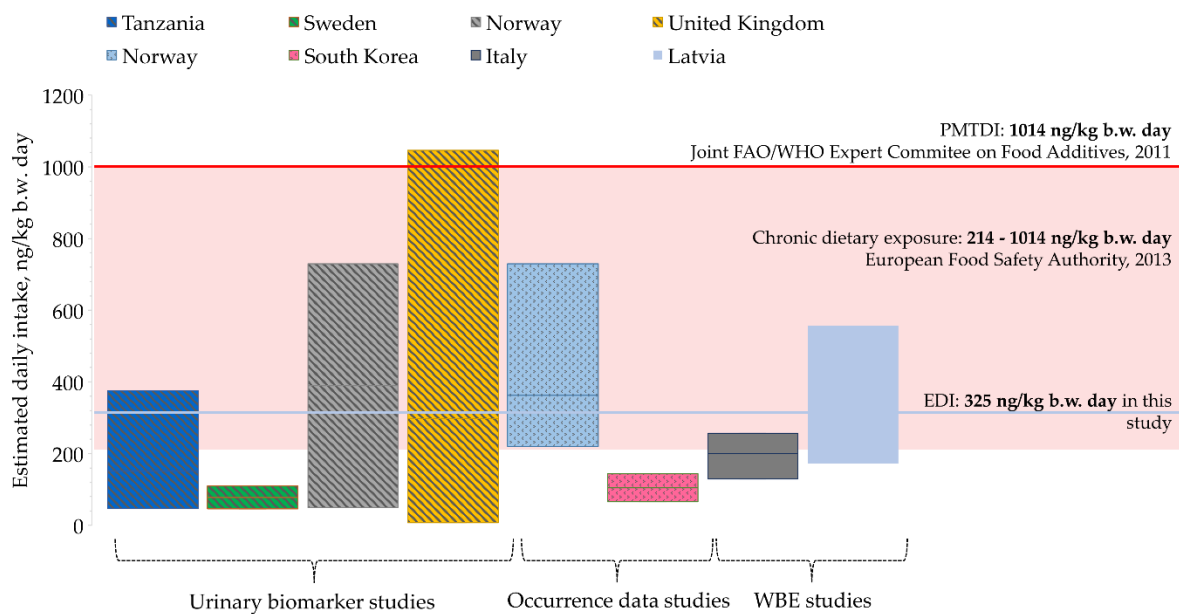 Tanzania
Sweden
Norway
United Kingdom
Norway
South Korea
Italy
Latvia
Estimated daily intake, ng/kg b.w. day
1200
1000
800
600
400
200
0
PMTDI: 1014 ng/kg b.w. day
Joint FAO/WHO Expert Commitee on Food Additives, 2011
Chronic dietary exposure: 214 - 1014 ng/kg b.w. day
European Food Safety Authority, 2013
EDI: 325 ng/kg b.w. day in this
study
Urinary biomarker studies
Occurrence data studies
WBE studies